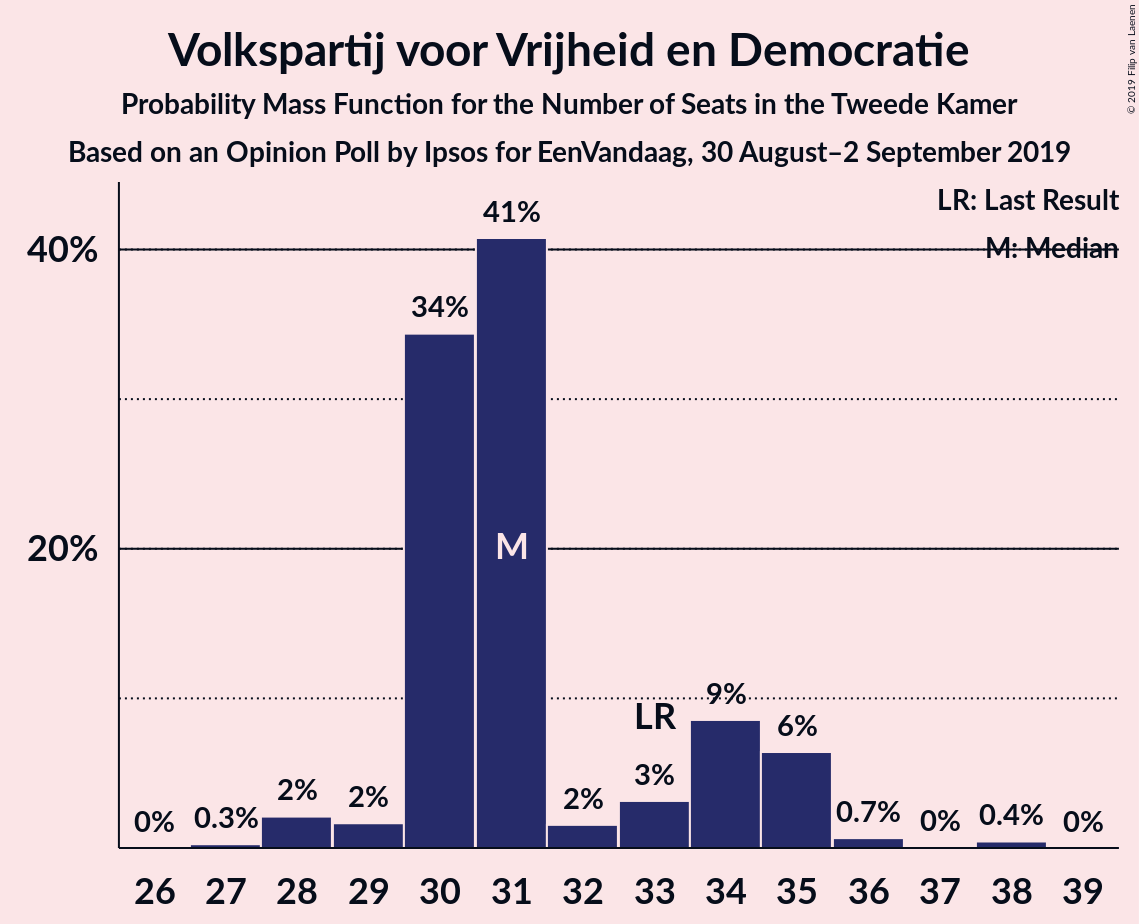 Volkspartij voor Vrijheid en Democratie
Probability Mass Function for the Number of Seats in the Tweede Kamer
Based on an Opinion Poll by Ipsos for EenVandaag, 30 August–2 September 2019
© 2019 Filip van Laenen
LR: Last Result
M: Median
40%
20%
41%
34%
M
LR
9%
6%
3%
2%
2%
2%
0%
0.3%
0.7%
0%
0.4%
0%
26 27 28 29 30 31 32 33 34 35 36 37 38 39